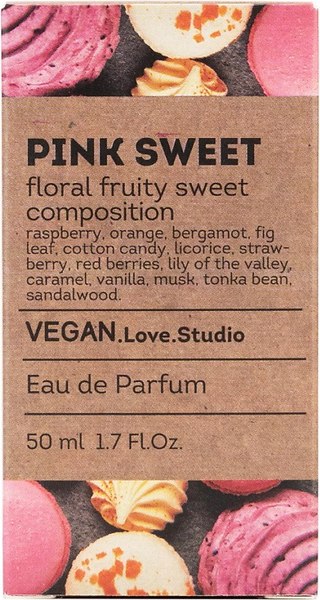 PINK SWEET
floral fruity sweet
composition
raspberry, orange, bergamot, fig
leaf, cotton candy, licorice, straw-
berry, red berries, lily of the valley,
caramel, vanilla, musk, tonka bean,
sandalwood.
VEGAN.Love.Studio
Eau de Parfum
50 ml 1.7 Fl.Oz.